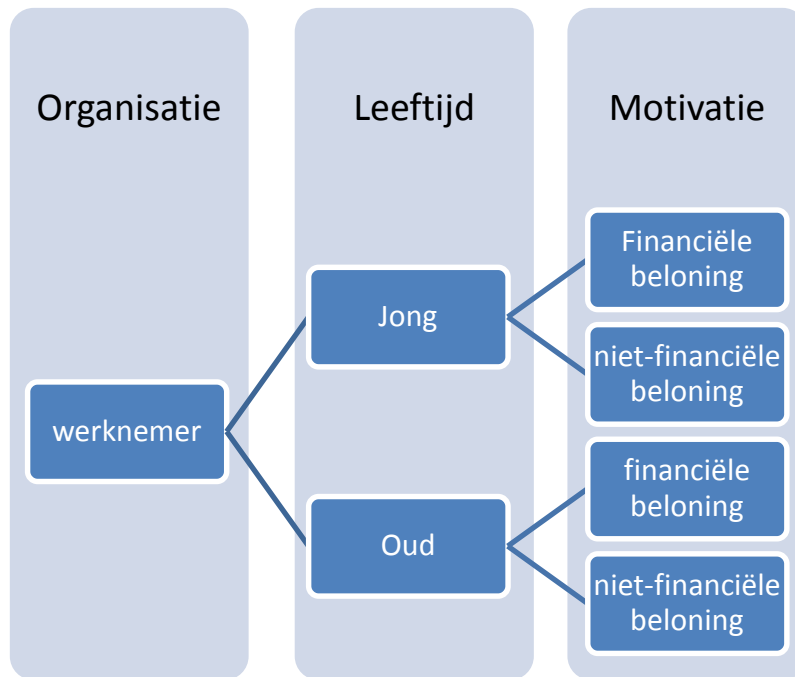 Organisatie
Leeftijd
Motivatie
werknemer
Jong
Oud
Financiële
beloning
niet-financiële
beloning
financiële
beloning
niet-financiële
beloning